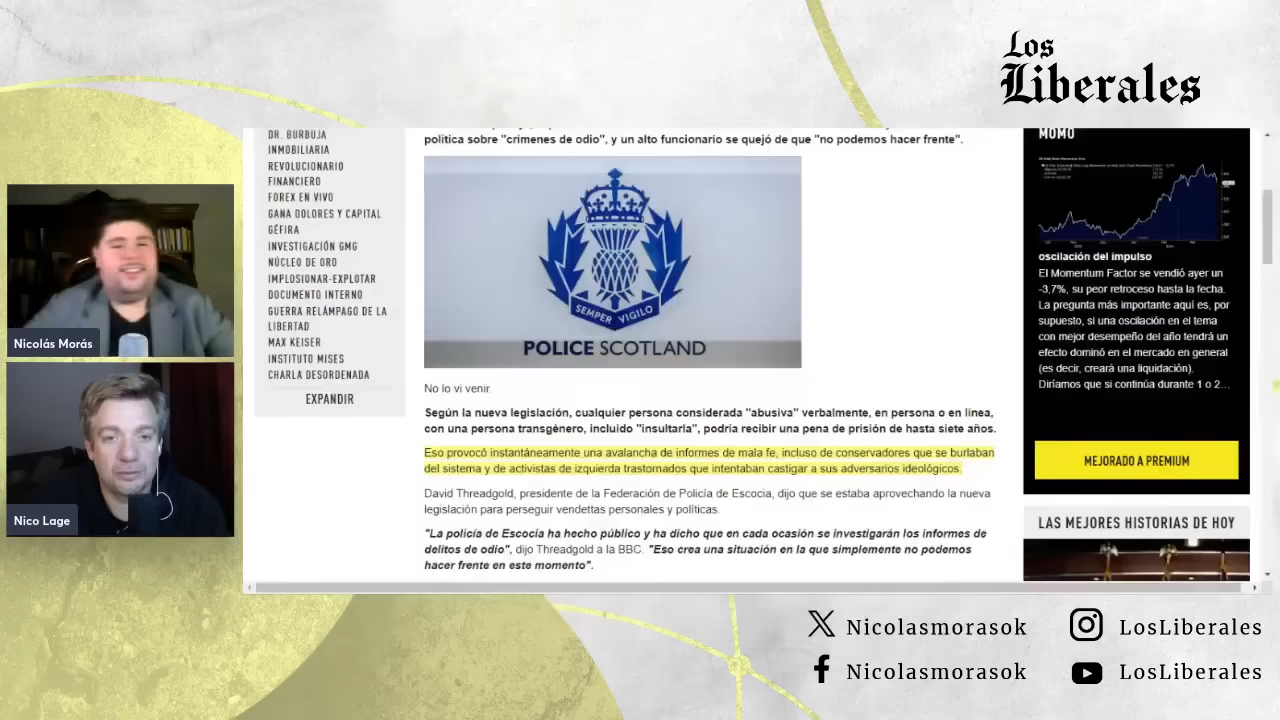 Los
Liberales
DR. BURBUJA
INMOBILIARIA
REVOLUCIONARIO
FINANCIERO
FOREX EN VIVO
GANA DOLORES Y CAPITAL
GÉFIRA
INVESTIGACIÓN GMG
NÚCLEO DE ORO
IMPLOSIONAR-EXPLOTAR
DOCUMENTO INTERNO
GUERRA RELÁMPAGO DE LA
LIBERTAD
MAX KEISER
INSTITUTO MISES
CHARLA DESORDENADA
EXPANDIR
política sobre "crímenes de odio", y un alto funcionario se quejó de que "no podemos hacer frente".
SEMPER VIGILO
POLICE SCOTLAND
No lo vi venir.
Según la nueva legislación, cualquier persona considerada "abusiva" verbalmente, en persona o en línea,
con una persona transgénero, incluido "insultarla", podría recibir una pena de prisión de hasta siete años.
Eso provocó instantáneamente una avalancha de informes de mala fe, incluso de conservadores que se burlaban
del sistema y de activistas de izquierda trastornados que intentaban castigar a sus adversarios ideológicos.
David Threadgold, presidente de la Federación de Policía de Escocia, dijo que se estaba aprovechando la nueva
legislación para perseguir vendettas personales y políticas.
"La policía de Escocia ha hecho público y ha dicho que en cada ocasión se investigarán los informes de
delitos de odio", dijo Threadgold a la BBC. "Eso crea una situación en la que simplemente no podemos
hacer frente en este momento".
MOMO
oscilación del impulso
El Momentum Factor se vendió ayer un
-3,7%, su peor retroceso hasta la fecha.
La pregunta más importante aquí es, por
supuesto, si una oscilación en el tema
con mejor desempeño del año tendrá un
efecto dominó en el mercado en general
(es decir, creará una liquidación).
Diríamos que si continúa durante 1 o 2...
MEJORADO A PREMIUM
LAS MEJORES HISTORIAS DE HOY
Nicolás Morás
Nico Lage
Nicolasmorasok
LosLiberales
Nicolasmorasok
LosLiberales